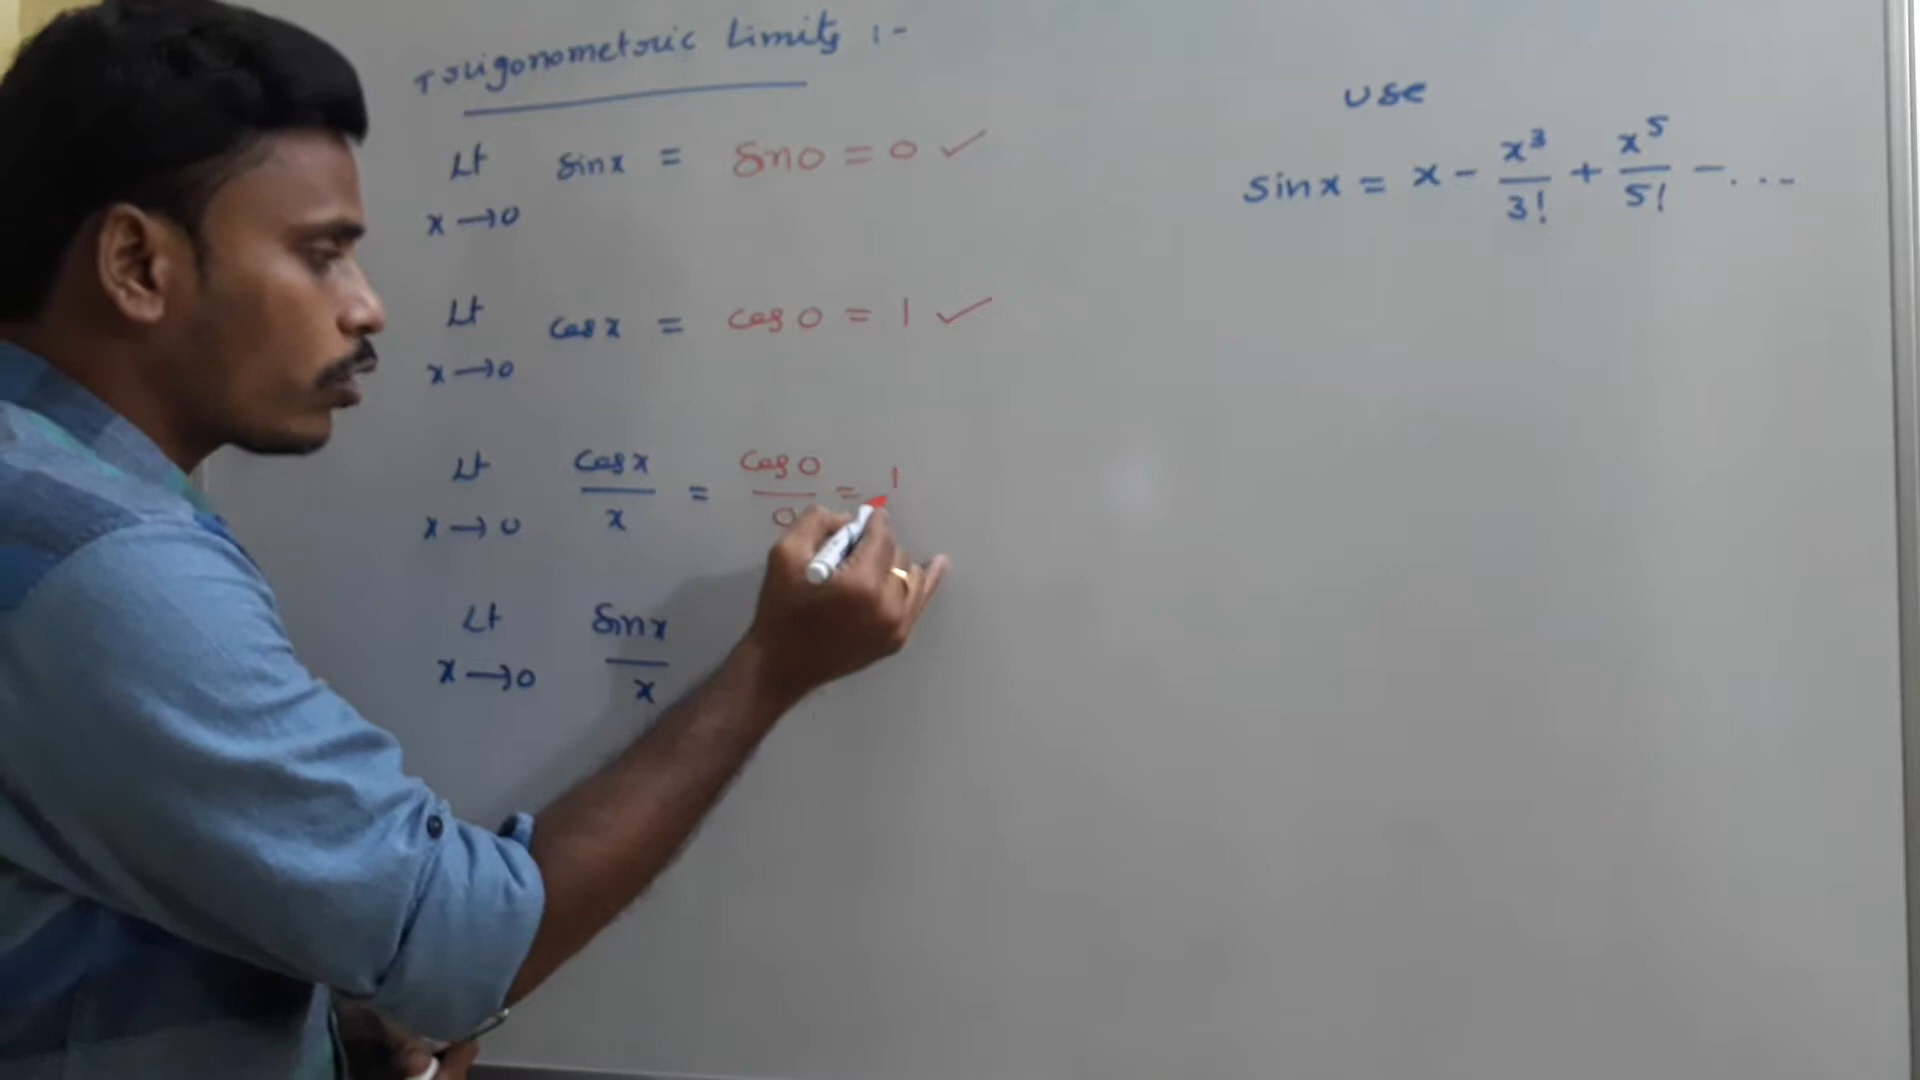 Trigonometric Limits :-
Lt x→0 sinx = sin0 = 0 ✓
Lt x→0 cosx = cos0 = 1 ✓
Lt x→0 cosx/x = cos0/0 = 1
Lt x→0 sinx/x
use
sinx = x - x³/3! + x⁵/5! - ....